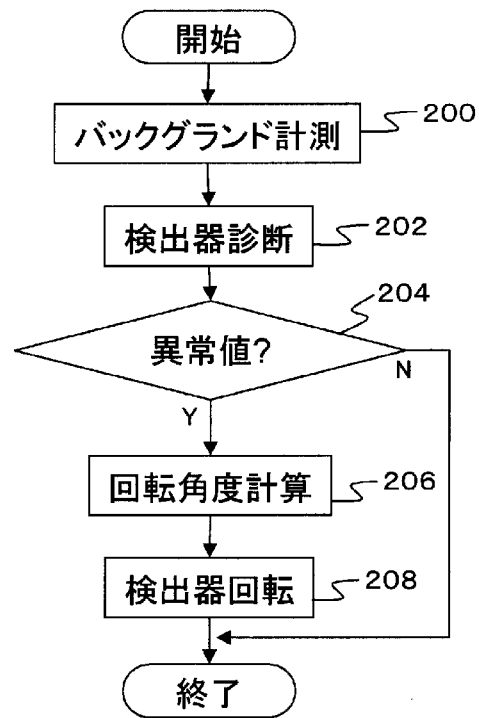 開始
バックグランド計測
200
検出器診断
202
204
異常値?
N
Y
回転角度計算
206
検出器回転
208
終了